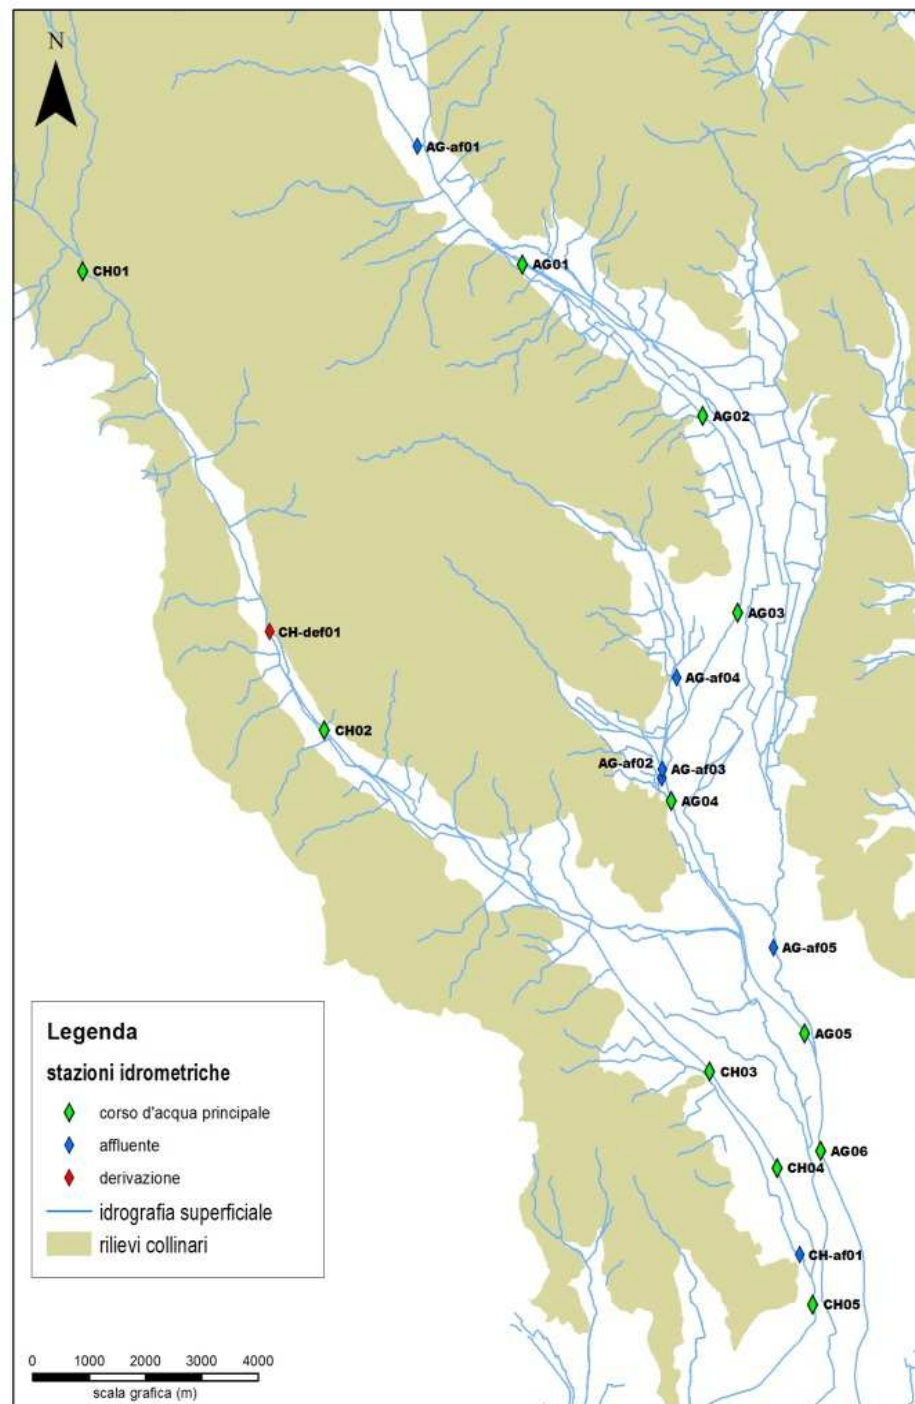 N
AG-af01
CH01
AG01
AG02
AG03
CH-def01
AG-af04
CH02
AG-af02
AG-af03
AG04
AG-af05
AG05
CH03
AG06
CH04
CH-af01
CH05
Legenda
stazioni idrometriche
corso d'acqua principale
affluente
derivazione
idrografia superficiale
rilievi collinari
0 1000 2000 3000 4000
scala grafica (m)